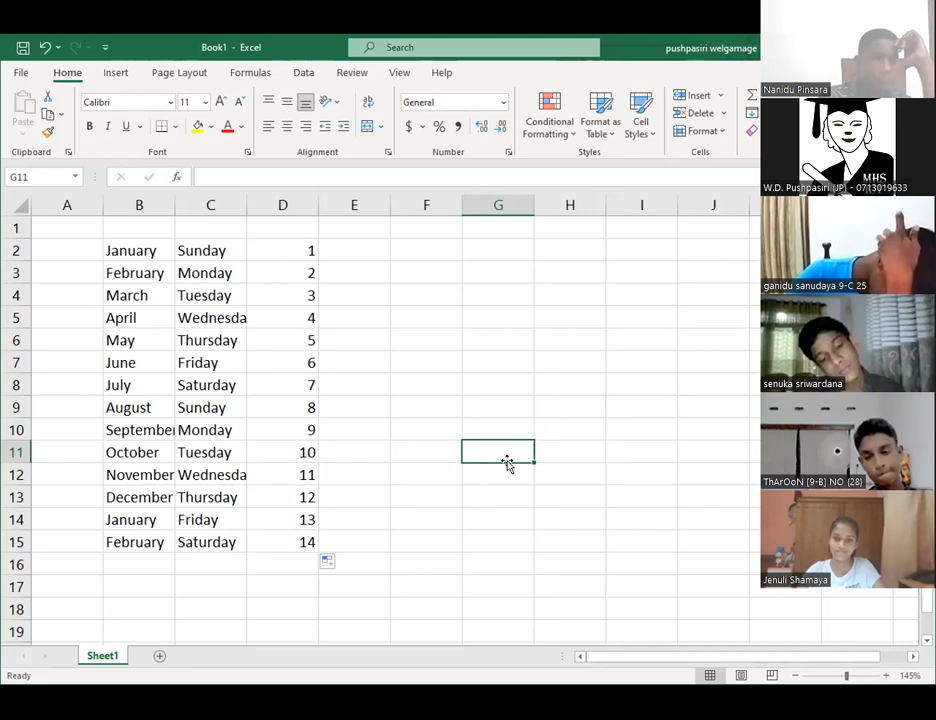 Book1 - Excel
Search
pushpasiri welgamage
File Home Insert Page Layout Formulas Data Review View Help
Paste
Calibri 11
B I U
General
$ % ,
Conditional Formatting
Format as Table
Cell Styles
Insert
Delete
Format
Clipboard Font Alignment Number Styles Cells
G11 fx
A B C D E F G H I J
1
2 January Sunday 1
3 February Monday 2
4 March Tuesday 3
5 April Wednesda 4
6 May Thursday 5
7 June Friday 6
8 July Saturday 7
9 August Sunday 8
10 September Monday 9
11 October Tuesday 10
12 November Wednesda 11
13 December Thursday 12
14 January Friday 13
15 February Saturday 14
16
17
18
19
Sheet1
Ready
145%
Nanidu Pinsara
MHS
W.D. Pushpasiri (JP) - 0713019633
ganidu sanudaya 9-C 25
senuka sriwardana
ThArOoN [9-B] NO {28}
Jenuli Shamaya